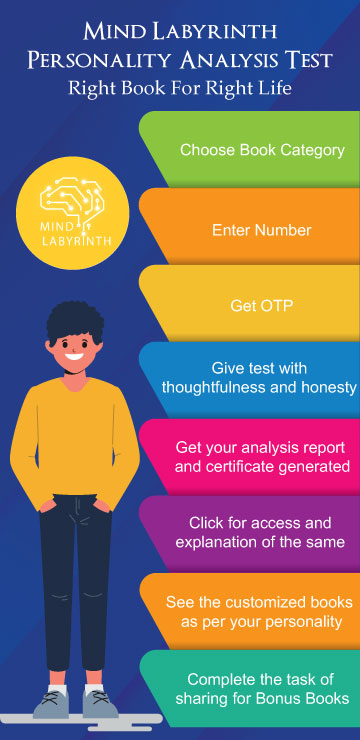 Mind Labyrinth
Personality Analysis Test
Right Book For Right Life
Choose Book Category
MIND
LABYRINTH
Enter Number
Get OTP
Give test with
thoughtfulness and honesty
Get your analysis report
and certificate generated
Click for access and
explanation of the same
See the customized books
as per your personality
Complete the task of
sharing for Bonus Books